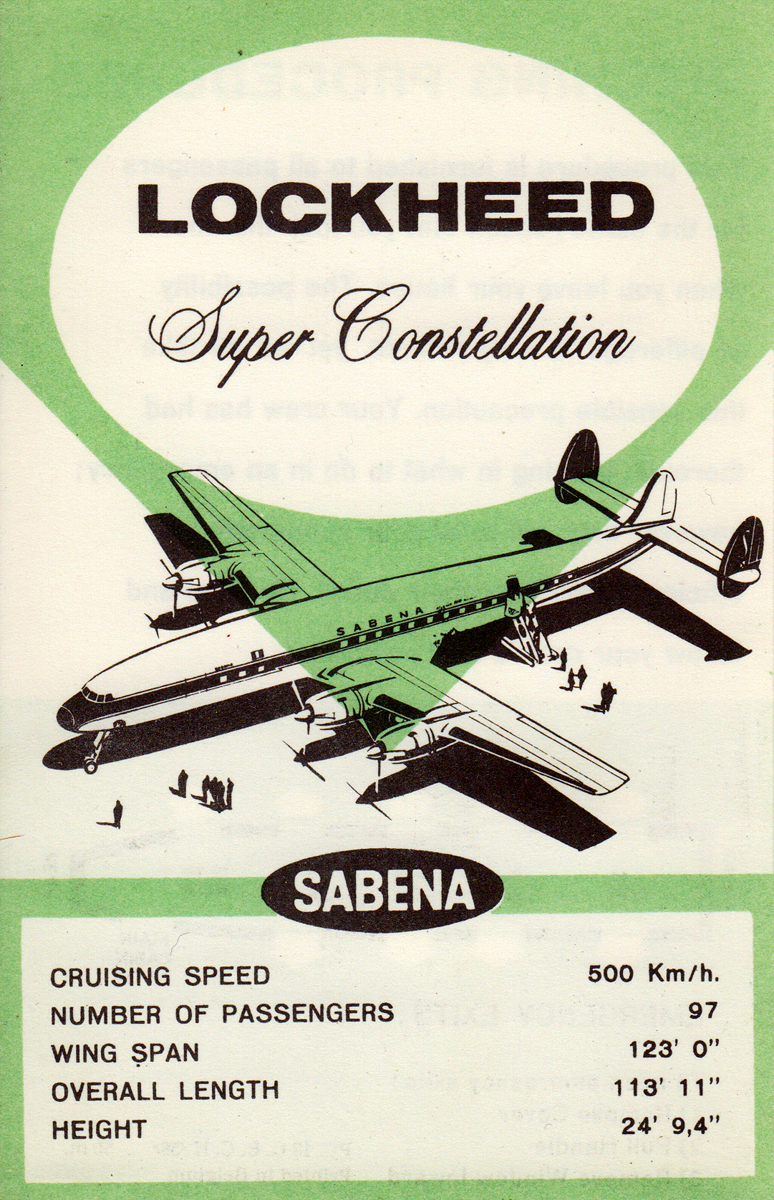 LOCKHEED
Super Constellation
SABENA
SABENA
CRUISING SPEED 500 Km/h.
NUMBER OF PASSENGERS 97
WING SPAN 123' 0"
OVERALL LENGTH 113' 11"
HEIGHT 24' 9,4"